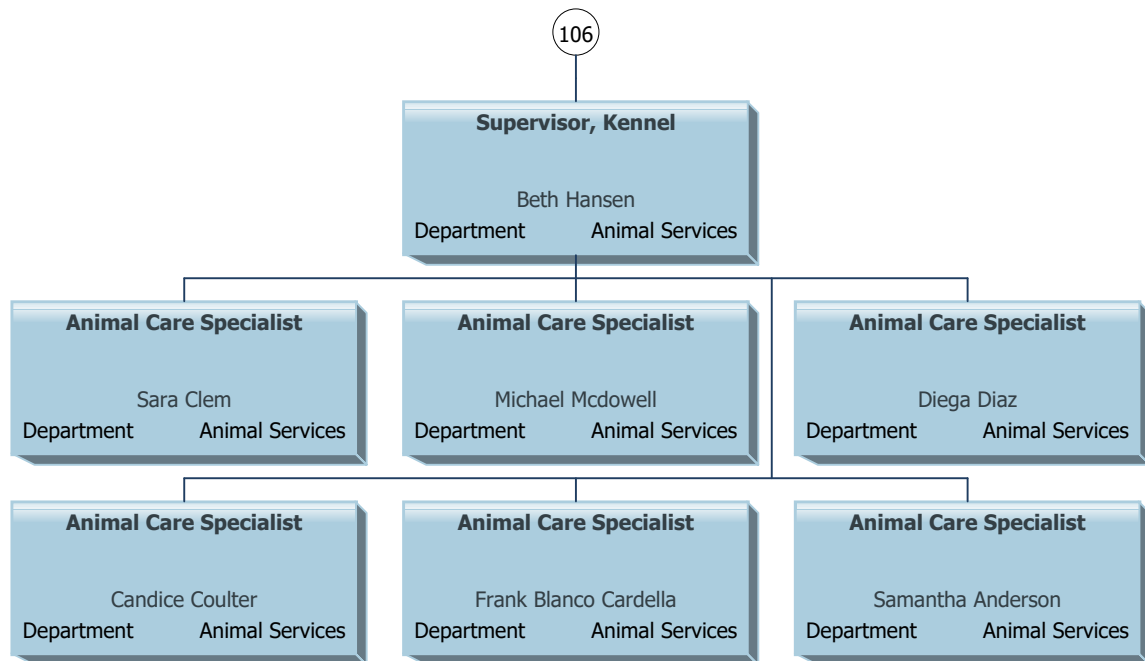 106
Supervisor, Kennel
Beth Hansen
Department Animal Services
Animal Care Specialist
Sara Clem
Department Animal Services
Animal Care Specialist
Michael Mcdowell
Department Animal Services
Animal Care Specialist
Diega Diaz
Department Animal Services
Animal Care Specialist
Candice Coulter
Department Animal Services
Animal Care Specialist
Frank Blanco Cardella
Department Animal Services
Animal Care Specialist
Samantha Anderson
Department Animal Services